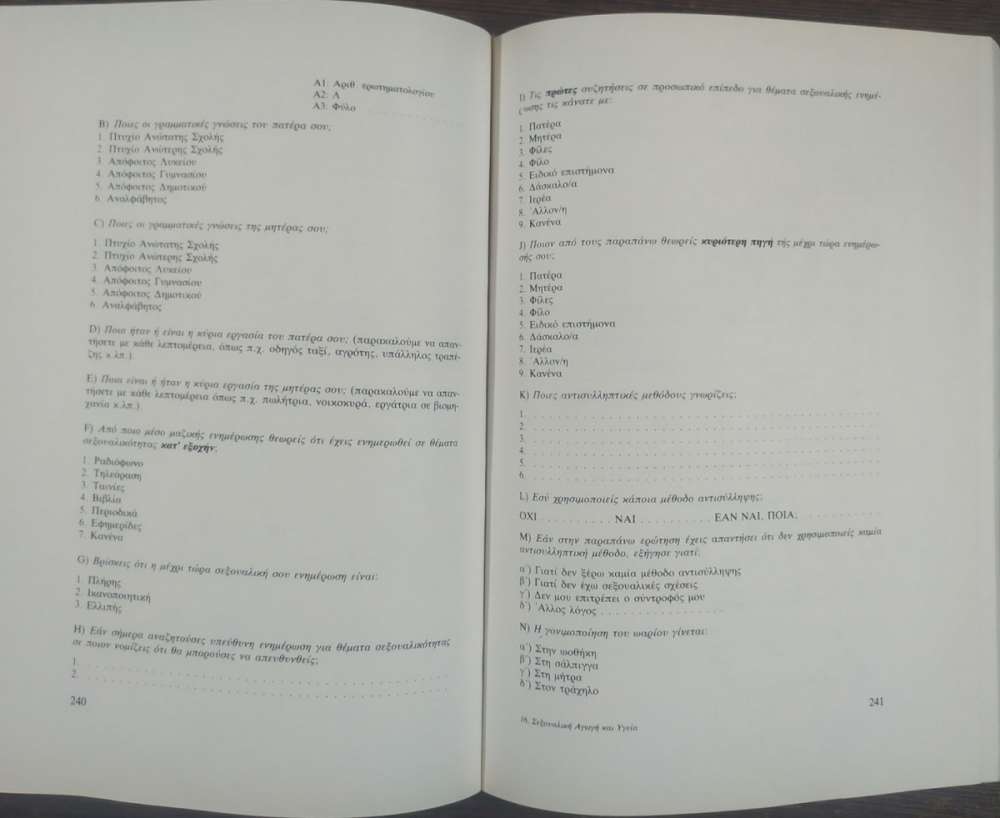 Α1: Αριθ ερωτηματολογίου
Α2: Α
Α3: Φύλο . . . . . . . . . . . . . . .
Β) Ποιες οι γραμματικές γνώσεις του πατέρα σου;
1. Πτυχίο Ανώτατης Σχολής
2. Πτυχίο Ανώτερης Σχολής
3. Απόφοιτος Λυκείου
4. Απόφοιτος Γυμνασίου
5. Απόφοιτος Δημοτικού
6. Αναλφάβητος
C) Ποιες οι γραμματικές γνώσεις της μητέρας σου;
1. Πτυχίο Ανώτατης Σχολής
2. Πτυχίο Ανώτερης Σχολής
3. Απόφοιτος Λυκείου
4. Απόφοιτος Γυμνασίου
5. Απόφοιτος Δημοτικού
6. Αναλφάβητος
D) Ποια ήταν ή είναι η κύρια εργασία του πατέρα σου; (παρακαλούμε να απαν-
τήσετε με κάθε λεπτομέρεια, όπως π.χ. οδηγός ταξί, αγρότης, υπάλληλος τραπέ-
ζης κ.λπ.).
Ε) Ποια είναι ή ήταν η κύρια εργασία της μητέρας σου; (παρακαλούμε να απαν-
τήσετε με κάθε λεπτομέρεια όπως π.χ. πωλήτρια, νοικοκυρά, εργάτρια σε βιομη-
χανία κ.λπ.).
F) Από ποιο μέσο μαζικής ενημέρωσης θεωρείς ότι έχεις ενημερωθεί σε θέματα
σεξουαλικότητας κατ' εξοχήν;
1. Ραδιόφωνο
2. Τηλεόραση
3. Ταινίες
4. Βιβλία
5. Περιοδικά
6. Εφημερίδες
7. Κανένα
G) Βρίσκεις ότι η μέχρι τώρα σεξουαλική σου ενημέρωση είναι:
1. Πλήρης
2. Ικανοποιητική
3. Ελλιπής
Η) Εάν σήμερα αναζητούσες υπεύθυνη ενημέρωση για θέματα σεξουαλικότητας
σε ποιον νομίζεις ότι θα μπορούσες να απευθυνθείς;
1. . . . . . . . . . . . . . . . . . . . . . . . . . . . . . . . . . . . . . . .
2. . . . . . . . . . . . . . . . . . . . . . . . . . . . . . . . . . . . . . . .
240
I) Τις πρώτες συζητήσεις σε προσωπικό επίπεδο για θέματα σεξουαλικής ενημέ-
ρωσης τις κάνατε με:
1. Πατέρα
2. Μητέρα
3. Φίλες
4. Φίλο
5. Ειδικό επιστήμονα
6. Δάσκαλο/α
7. Ιερέα
8. Άλλον/η
9. Κανένα
J) Ποιον από τους παραπάνω θεωρείς κυριότερη πηγή τής μέχρι τώρα ενημέρω-
σής σου;
1. Πατέρα
2. Μητέρα
3. Φίλες
4. Φίλο
5. Ειδικό επιστήμονα
6. Δάσκαλο/α
7. Ιερέα
8. Άλλον/η
9. Κανένα
Κ) Ποιες αντισυλληπτικές μεθόδους γνωρίζεις;
1. . . . . . . . . . . . . . . . . . . . . . . . . . . . . . . . . . . . . . . .
2. . . . . . . . . . . . . . . . . . . . . . . . . . . . . . . . . . . . . . . .
3. . . . . . . . . . . . . . . . . . . . . . . . . . . . . . . . . . . . . . . .
4. . . . . . . . . . . . . . . . . . . . . . . . . . . . . . . . . . . . . . . .
5. . . . . . . . . . . . . . . . . . . . . . . . . . . . . . . . . . . . . . . .
6. . . . . . . . . . . . . . . . . . . . . . . . . . . . . . . . . . . . . . . .
L) Εσύ χρησιμοποιείς κάποια μέθοδο αντισύλληψης;
ΟΧΙ . . . . . . . . . . ΝΑΙ . . . . . . . . . . ΕΑΝ ΝΑΙ, ΠΟΙΑ; . . . . . . . . . . .
Μ) Εάν στην παραπάνω ερώτηση έχεις απαντήσει ότι δεν χρησιμοποιείς καμία
αντισυλληπτική μέθοδο, εξήγησε γιατί;
α΄) Γιατί δεν ξέρω καμία μέθοδο αντισύλληψης
β΄) Γιατί δεν έχω σεξουαλικές σχέσεις
γ΄) Δεν μου επιτρέπει ο σύντροφός μου
δ΄) Άλλος λόγος . . . . . . . . . . . . . . . . .
Ν) Η γονιμοποίηση του ωαρίου γίνεται:
α΄) Στην ωοθήκη
β΄) Στη σάλπιγγα
γ΄) Στη μήτρα
δ΄) Στον τράχηλο
241
16. Σεξουαλική Αγωγή και Υγεία